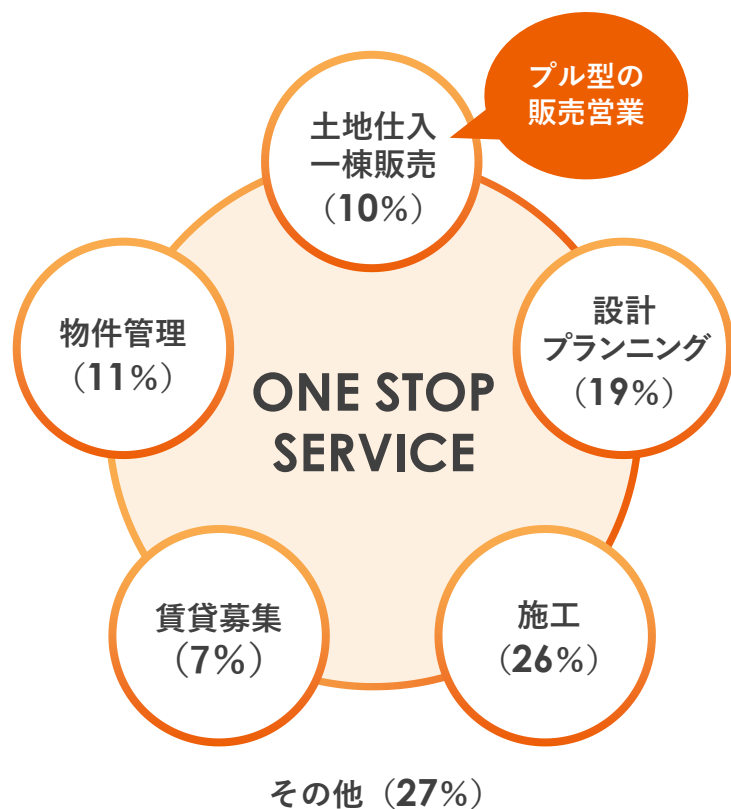 プル型の
販売営業
土地仕入
一棟販売
（10%）
設計
プランニング
（19%）
施工
（26%）
賃貸募集
（7%）
物件管理
（11%）
ONE STOP
SERVICE
その他（27%）